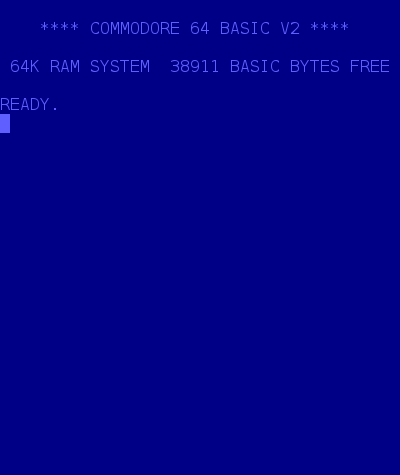 **** COMMODORE 64 BASIC V2 ****
64K RAM SYSTEM  38911 BASIC BYTES FREE
READY.